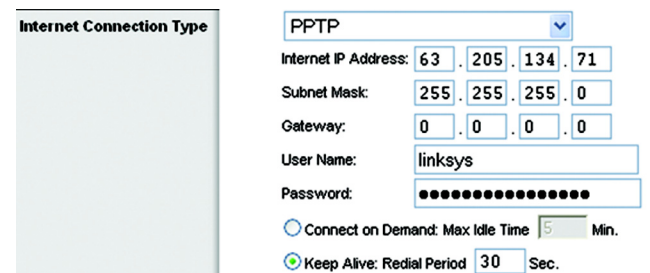 Internet Connection Type PPTP
Internet IP Address: 63 . 205 . 134 . 71
Subnet Mask: 255 . 255 . 255 . 0
Gateway: 0 . 0 . 0 . 0
User Name: linksys
Password: ●●●●●●●●●●●●●●●●
Connect on Demand: Max Idle Time 5 Min.
Keep Alive: Redial Period 30 Sec.